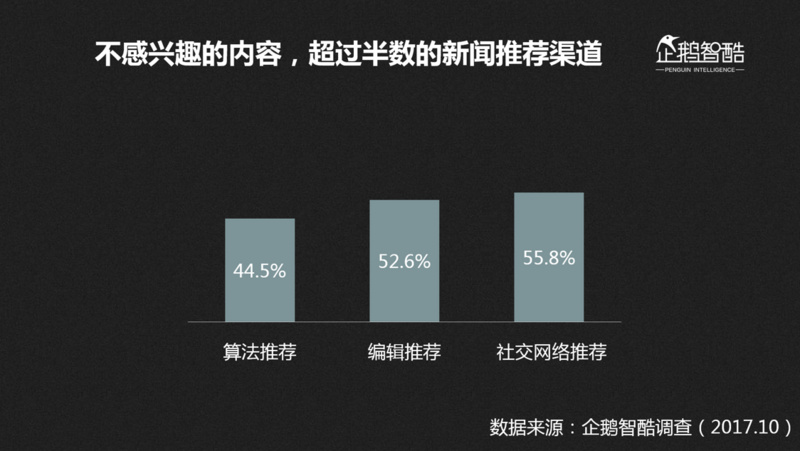 不感兴趣的内容，超过半数的新闻推荐渠道
企鹅智酷
PENGUIN INTELLIGENCE
44.5%
52.6%
55.8%
算法推荐
编辑推荐
社交网络推荐
数据来源：企鹅智酷调查（2017.10）